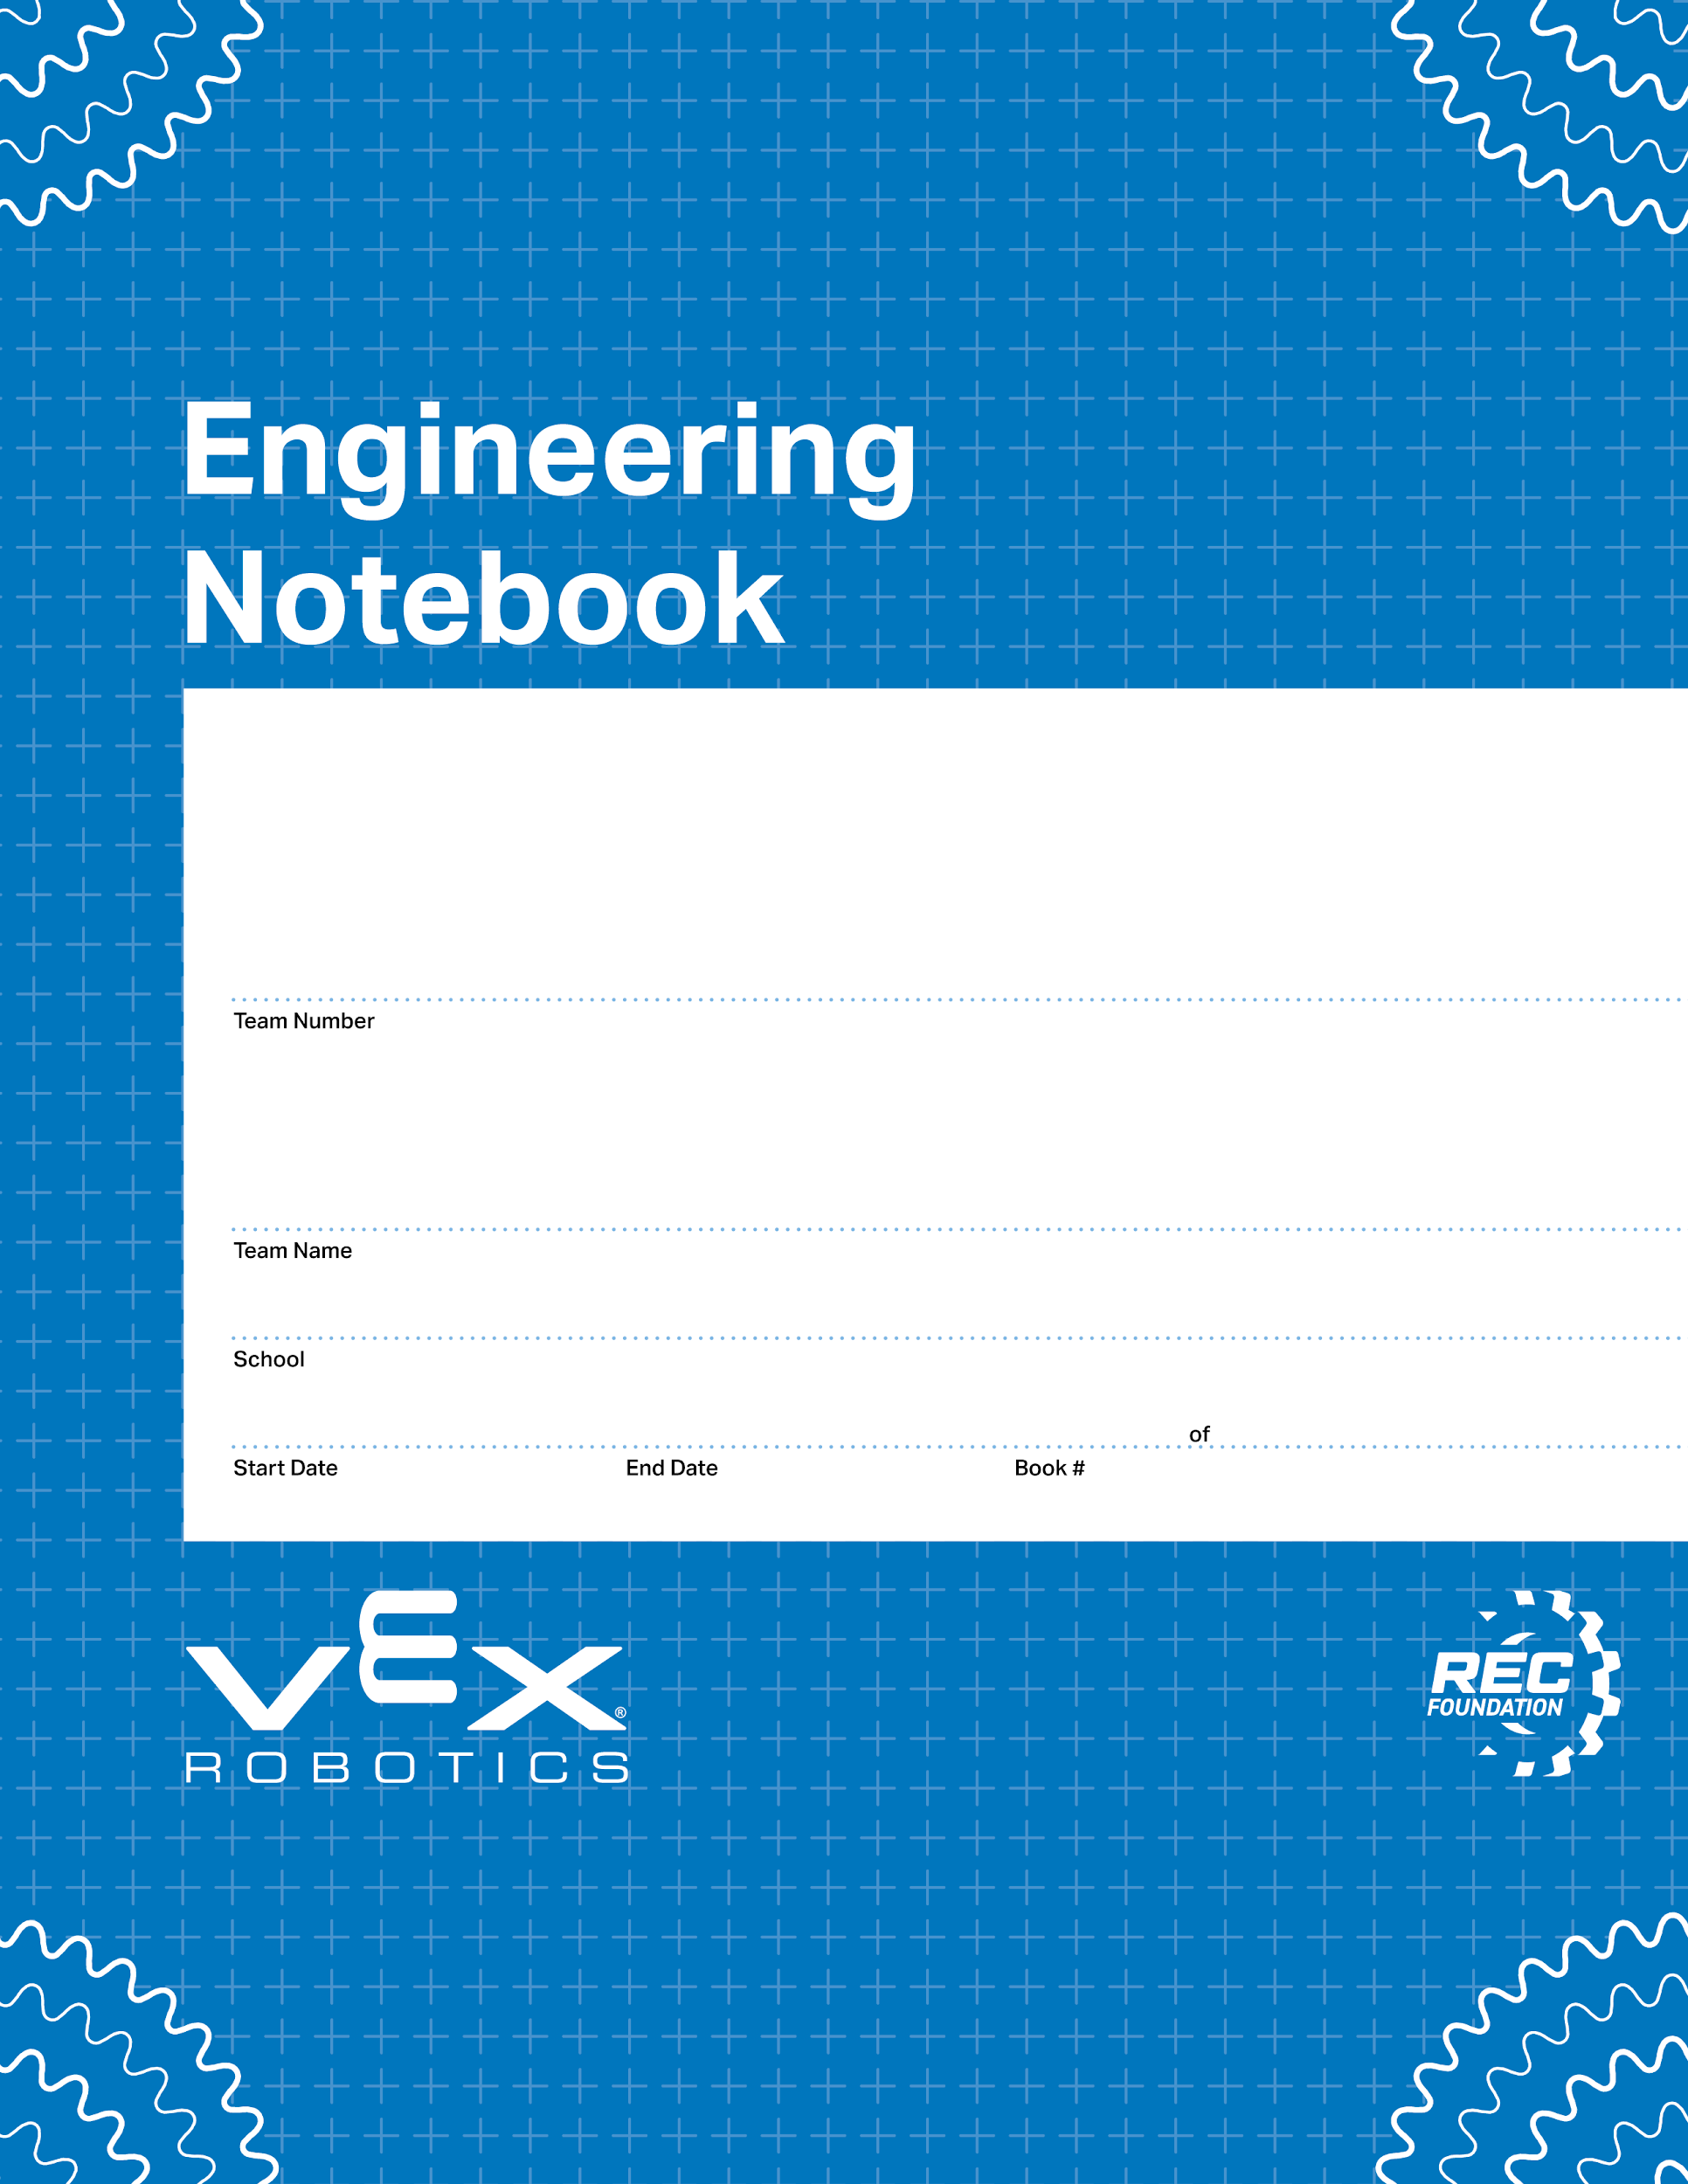 Engineering
Notebook
Team Number
Team Name
School
of
Start Date End Date Book #
VEX®
ROBOTICS
REC
FOUNDATION